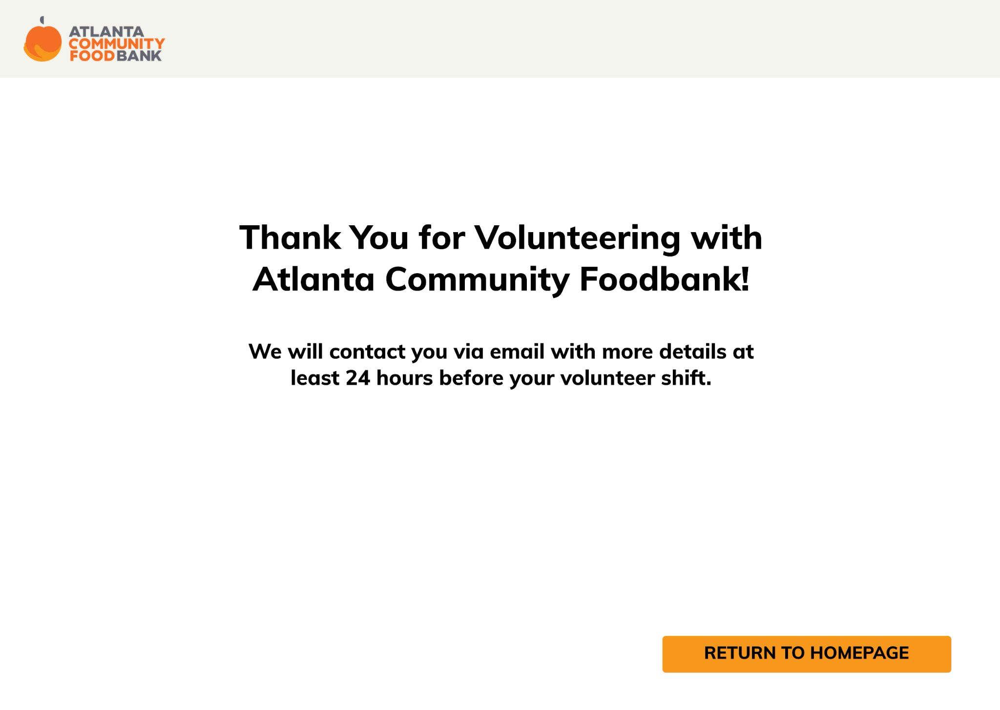 ATLANTA
COMMUNITY
FOODBANK
Thank You for Volunteering with
Atlanta Community Foodbank!
We will contact you via email with more details at
least 24 hours before your volunteer shift.
RETURN TO HOMEPAGE